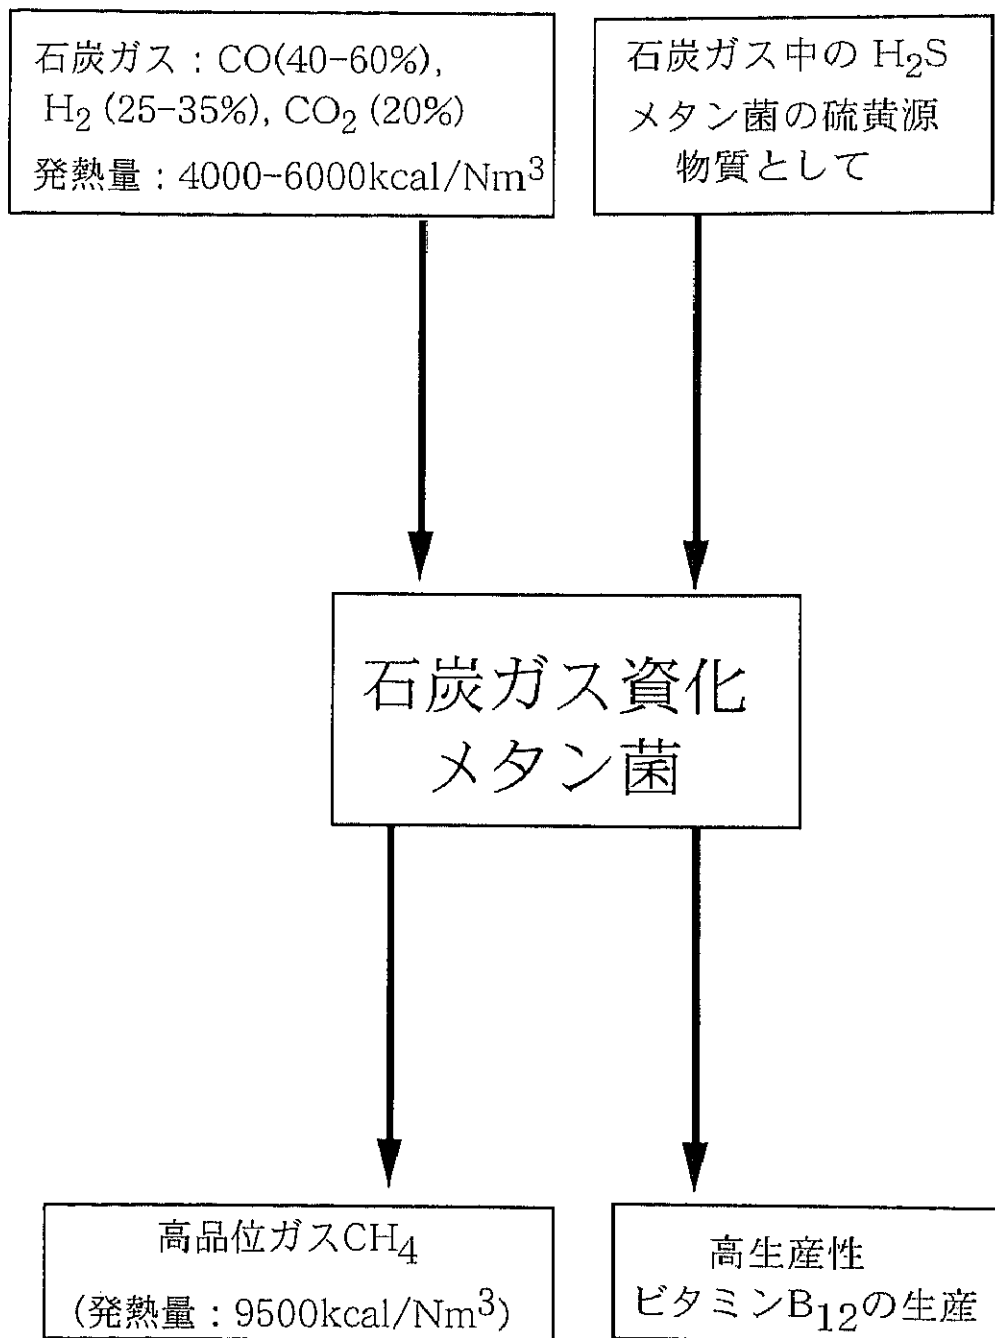 石炭ガス：CO(40-60%),
H₂ (25-35%), CO₂ (20%)
発熱量：4000-6000kcal/Nm³
石炭ガス中の H₂S
メタン菌の硫黄源
物質として
石炭ガス資化
メタン菌
高品位ガスCH₄
(発熱量：9500kcal/Nm³)
高生産性
ビタミンB₁₂の生産